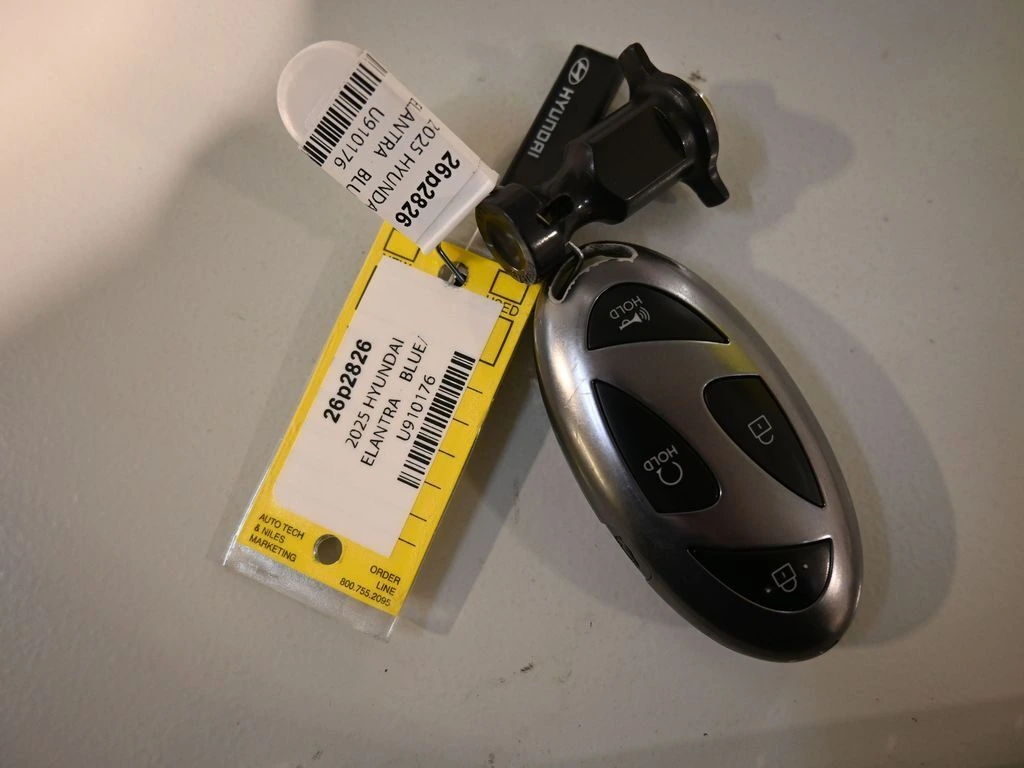 26p2826
2025 HYUNDA
ELANTRA BLU
U910176
HYUNDAI
USED
26p2826
2025 HYUNDAI
ELANTRA BLUE/
U910176
AUTO TECH
& NILES
MARKETING
ORDER
LINE
800.755.2095
HOLD
HOLD